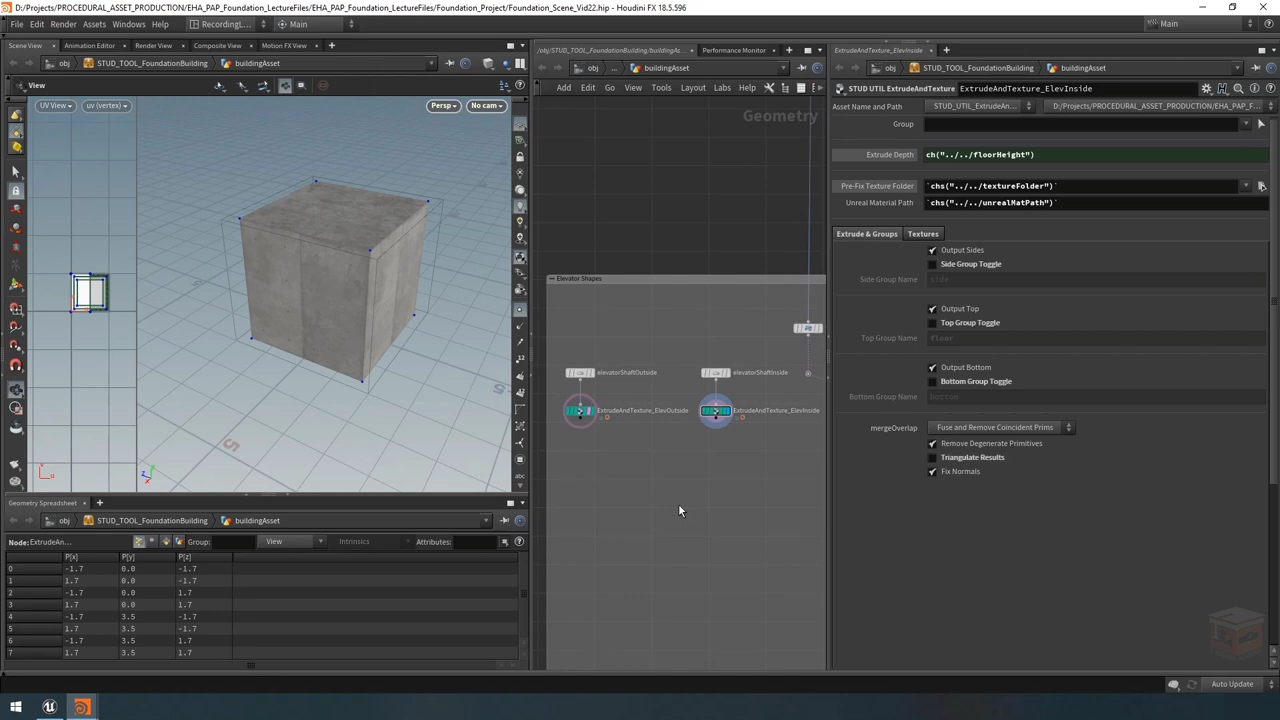 D:/Projects/PROCEDURAL_ASSET_PRODUCTION/EHA_PAP_Foundation_LectureFiles/EHA_PAP_Foundation_LectureFiles/Foundation_Project/Foundation_Scene_Vid22.hip - Houdini FX 18.5.596
File Edit Render Assets Windows Help RecordingL... Main Main
Scene View Animation Editor Render View Composite View Motion FX View
obj STUD_TOOL_FoundationBuilding buildingAsset
View
UV View uv (vertex) Persp No cam
5
5
u
z x
abc
Geometry Spreadsheet
obj STUD_TOOL_FoundationBuilding buildingAsset
Node: ExtrudeAn... Group: View Intrinsics Attributes:
P[x] P[y] P[z]
0 -1.7 0.0 -1.7
1 1.7 0.0 -1.7
2 -1.7 0.0 1.7
3 1.7 0.0 1.7
4 -1.7 3.5 -1.7
5 1.7 3.5 -1.7
6 -1.7 3.5 1.7
7 1.7 3.5 1.7
/obj/STUD_TOOL_FoundationBuilding/buildingAs... Performance Monitor
obj ... buildingAsset
Add Edit Go View Tools Layout Labs Help
Geometry
Elevator Shapes
elevatorShaftOutside elevatorShaftInside
ExtrudeAndTexture_ElevOutside ExtrudeAndTexture_ElevInside
ExtrudeAndTexture_ElevInside
obj STUD_TOOL_FoundationBuilding buildingAsset
STUD UTIL ExtrudeAndTexture ExtrudeAndTexture_ElevInside
Asset Name and Path STUD_UTIL_ExtrudeAn... D:/Projects/PROCEDURAL_ASSET_PRODUCTION/EHA_PAP_F...
Group
Extrude Depth ch("../../floorHeight")
Pre-Fix Texture Folder `chs("../../textureFolder")`
Unreal Material Path `chs("../../unrealMatPath")`
Extrude & Groups Textures
Output Sides
Side Group Toggle
Side Group Name side
Output Top
Top Group Toggle
Top Group Name floor
Output Bottom
Bottom Group Toggle
Bottom Group Name
mergeOverlap Fuse and Remove Coincident Prims
Remove Degenerate Primitives
Triangulate Results
Fix Normals
Auto Update